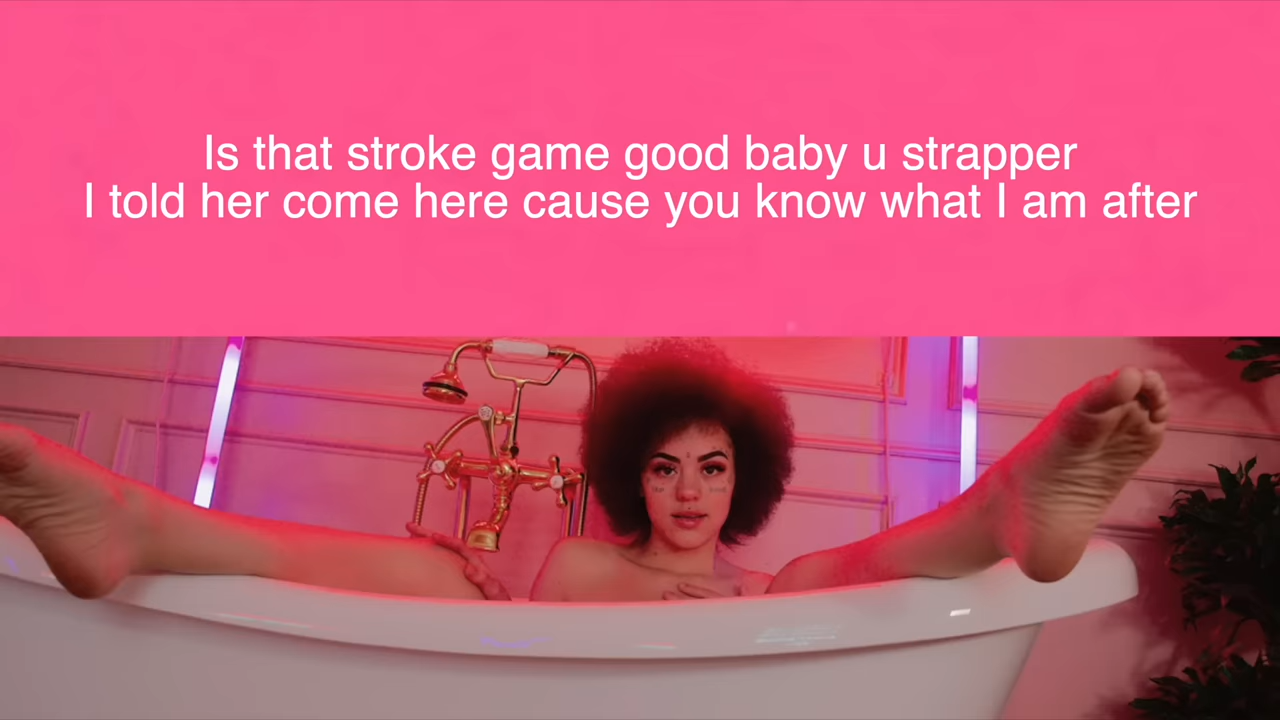 Is that stroke game good baby u strapper
I told her come here cause you know what I am after